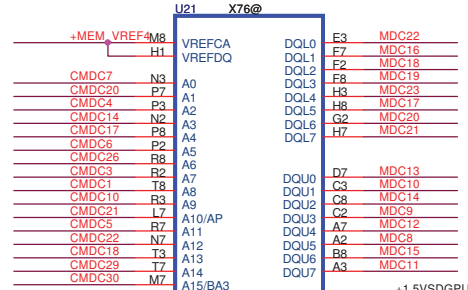 U21 X76@
+MEM_VREF4 M8 VREFCA DQL0 E3 MDC22
H1 VREFDQ DQL1 F7 MDC16
DQL2 F2 MDC18
CMDC7 N3 A0 DQL3 F8 MDC19
CMDC20 P7 A1 DQL4 H3 MDC23
CMDC4 P3 A2 DQL5 H8 MDC17
CMDC14 N2 A3 DQL6 G2 MDC20
CMDC17 P8 A4 DQL7 H7 MDC21
CMDC6 P2 A5
CMDC26 R8 A6
CMDC3 R2 A7 DQU0 D7 MDC13
CMDC1 T8 A8 DQU1 C3 MDC10
CMDC10 R3 A9 DQU2 C8 MDC14
CMDC21 L7 A10/AP DQU3 C2 MDC9
CMDC5 R7 A11 DQU4 A7 MDC12
CMDC22 N7 A12 DQU5 A2 MDC8
CMDC18 T3 A13 DQU6 B8 MDC15
CMDC29 T7 A14 DQU7 A3 MDC11
CMDC30 M7 A15/BA3 +1.5VSDGPU